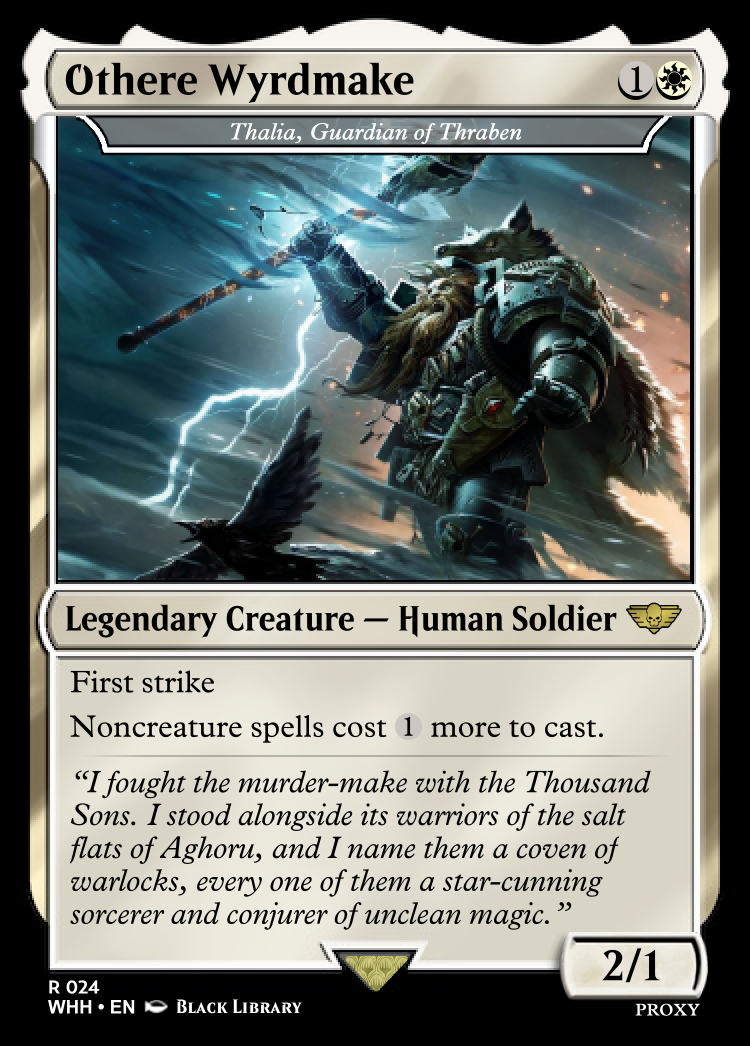 Othere Wyrdmake 1
Thalia, Guardian of Thraben
Legendary Creature — Human Soldier
First strike
Noncreature spells cost 1 more to cast.
“I fought the murder-make with the Thousand
Sons. I stood alongside its warriors of the salt
flats of Aghoru, and I name them a coven of
warlocks, every one of them a star-cunning
sorcerer and conjurer of unclean magic.”
2/1
R 024
WHH • EN Black Library
PROXY